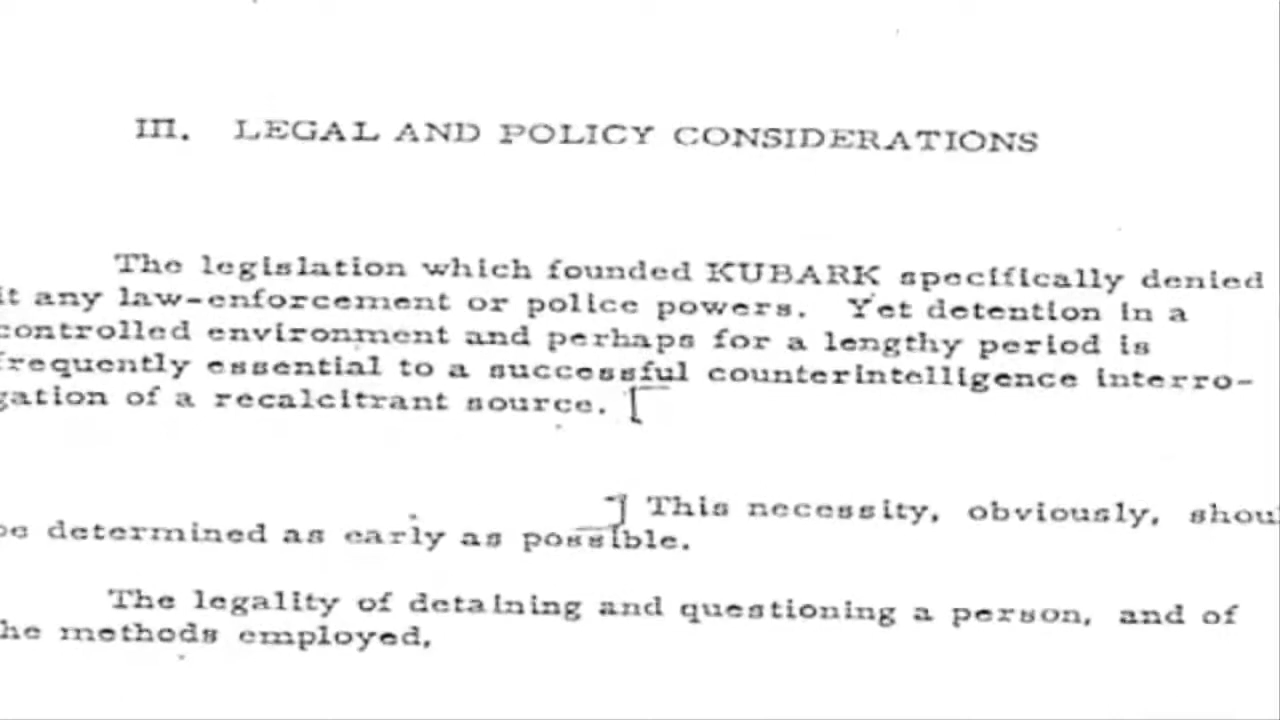 III. LEGAL AND POLICY CONSIDERATIONS
The legislation which founded KUBARK specifically denied
it any law-enforcement or police powers. Yet detention in a
controlled environment and perhaps for a lengthy period is
frequently essential to a successful counterintelligence interro-
gation of a recalcitrant source. [
] This necessity, obviously, shou
be determined as early as possible.
The legality of detaining and questioning a person, and of
he methods employed,